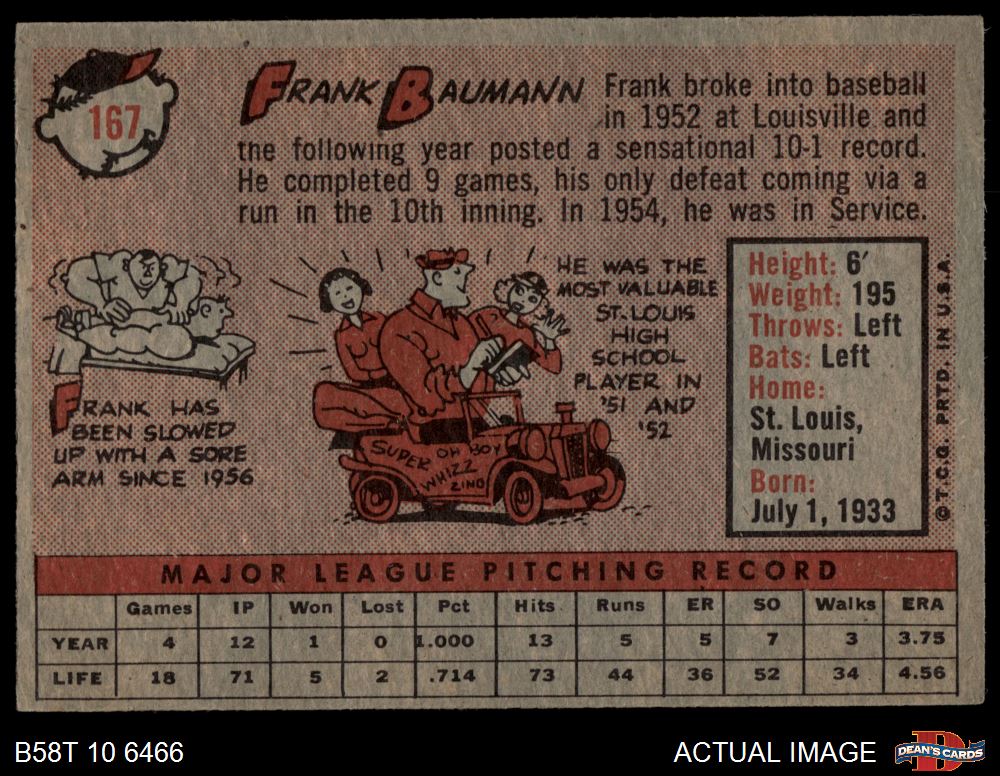 167
FRANK BAUMANN Frank broke into baseball
in 1952 at Louisville and
the following year posted a sensational 10-1 record.
He completed 9 games, his only defeat coming via a
run in the 10th inning. In 1954, he was in Service.
FRANK HAS
BEEN SLOWED
UP WITH A SORE
ARM SINCE 1956
HE WAS THE
MOST VALUABLE
ST. LOUIS
HIGH
SCHOOL
PLAYER IN
'51 AND
'52
SUPER OH BOY
WHIZZ
ZING
Height: 6'
Weight: 195
Throws: Left
Bats: Left
Home:
St. Louis,
Missouri
Born:
July 1, 1933
© T.C.G. PRTD. IN U.S.A.
MAJOR LEAGUE PITCHING RECORD
Games IP Won Lost Pct Hits Runs ER SO Walks ERA
YEAR 4 12 1 0 1.000 13 5 5 7 3 3.75
LIFE 18 71 5 2 .714 73 44 36 52 34 4.56
B58T 10 6466
ACTUAL IMAGE
D
DEAN'S CARDS